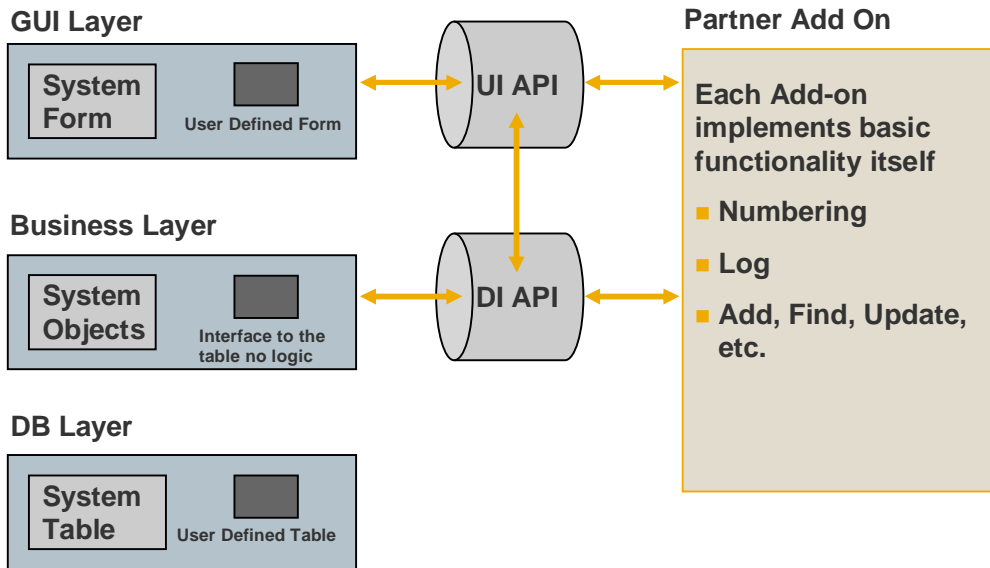 GUI Layer
System
Form
User Defined Form
UI API
Partner Add On
Each Add-on
implements basic
functionality itself
Numbering
Log
Add, Find, Update,
etc.
Business Layer
System
Objects
Interface to the
table no logic
DI API
DB Layer
System
Table
User Defined Table